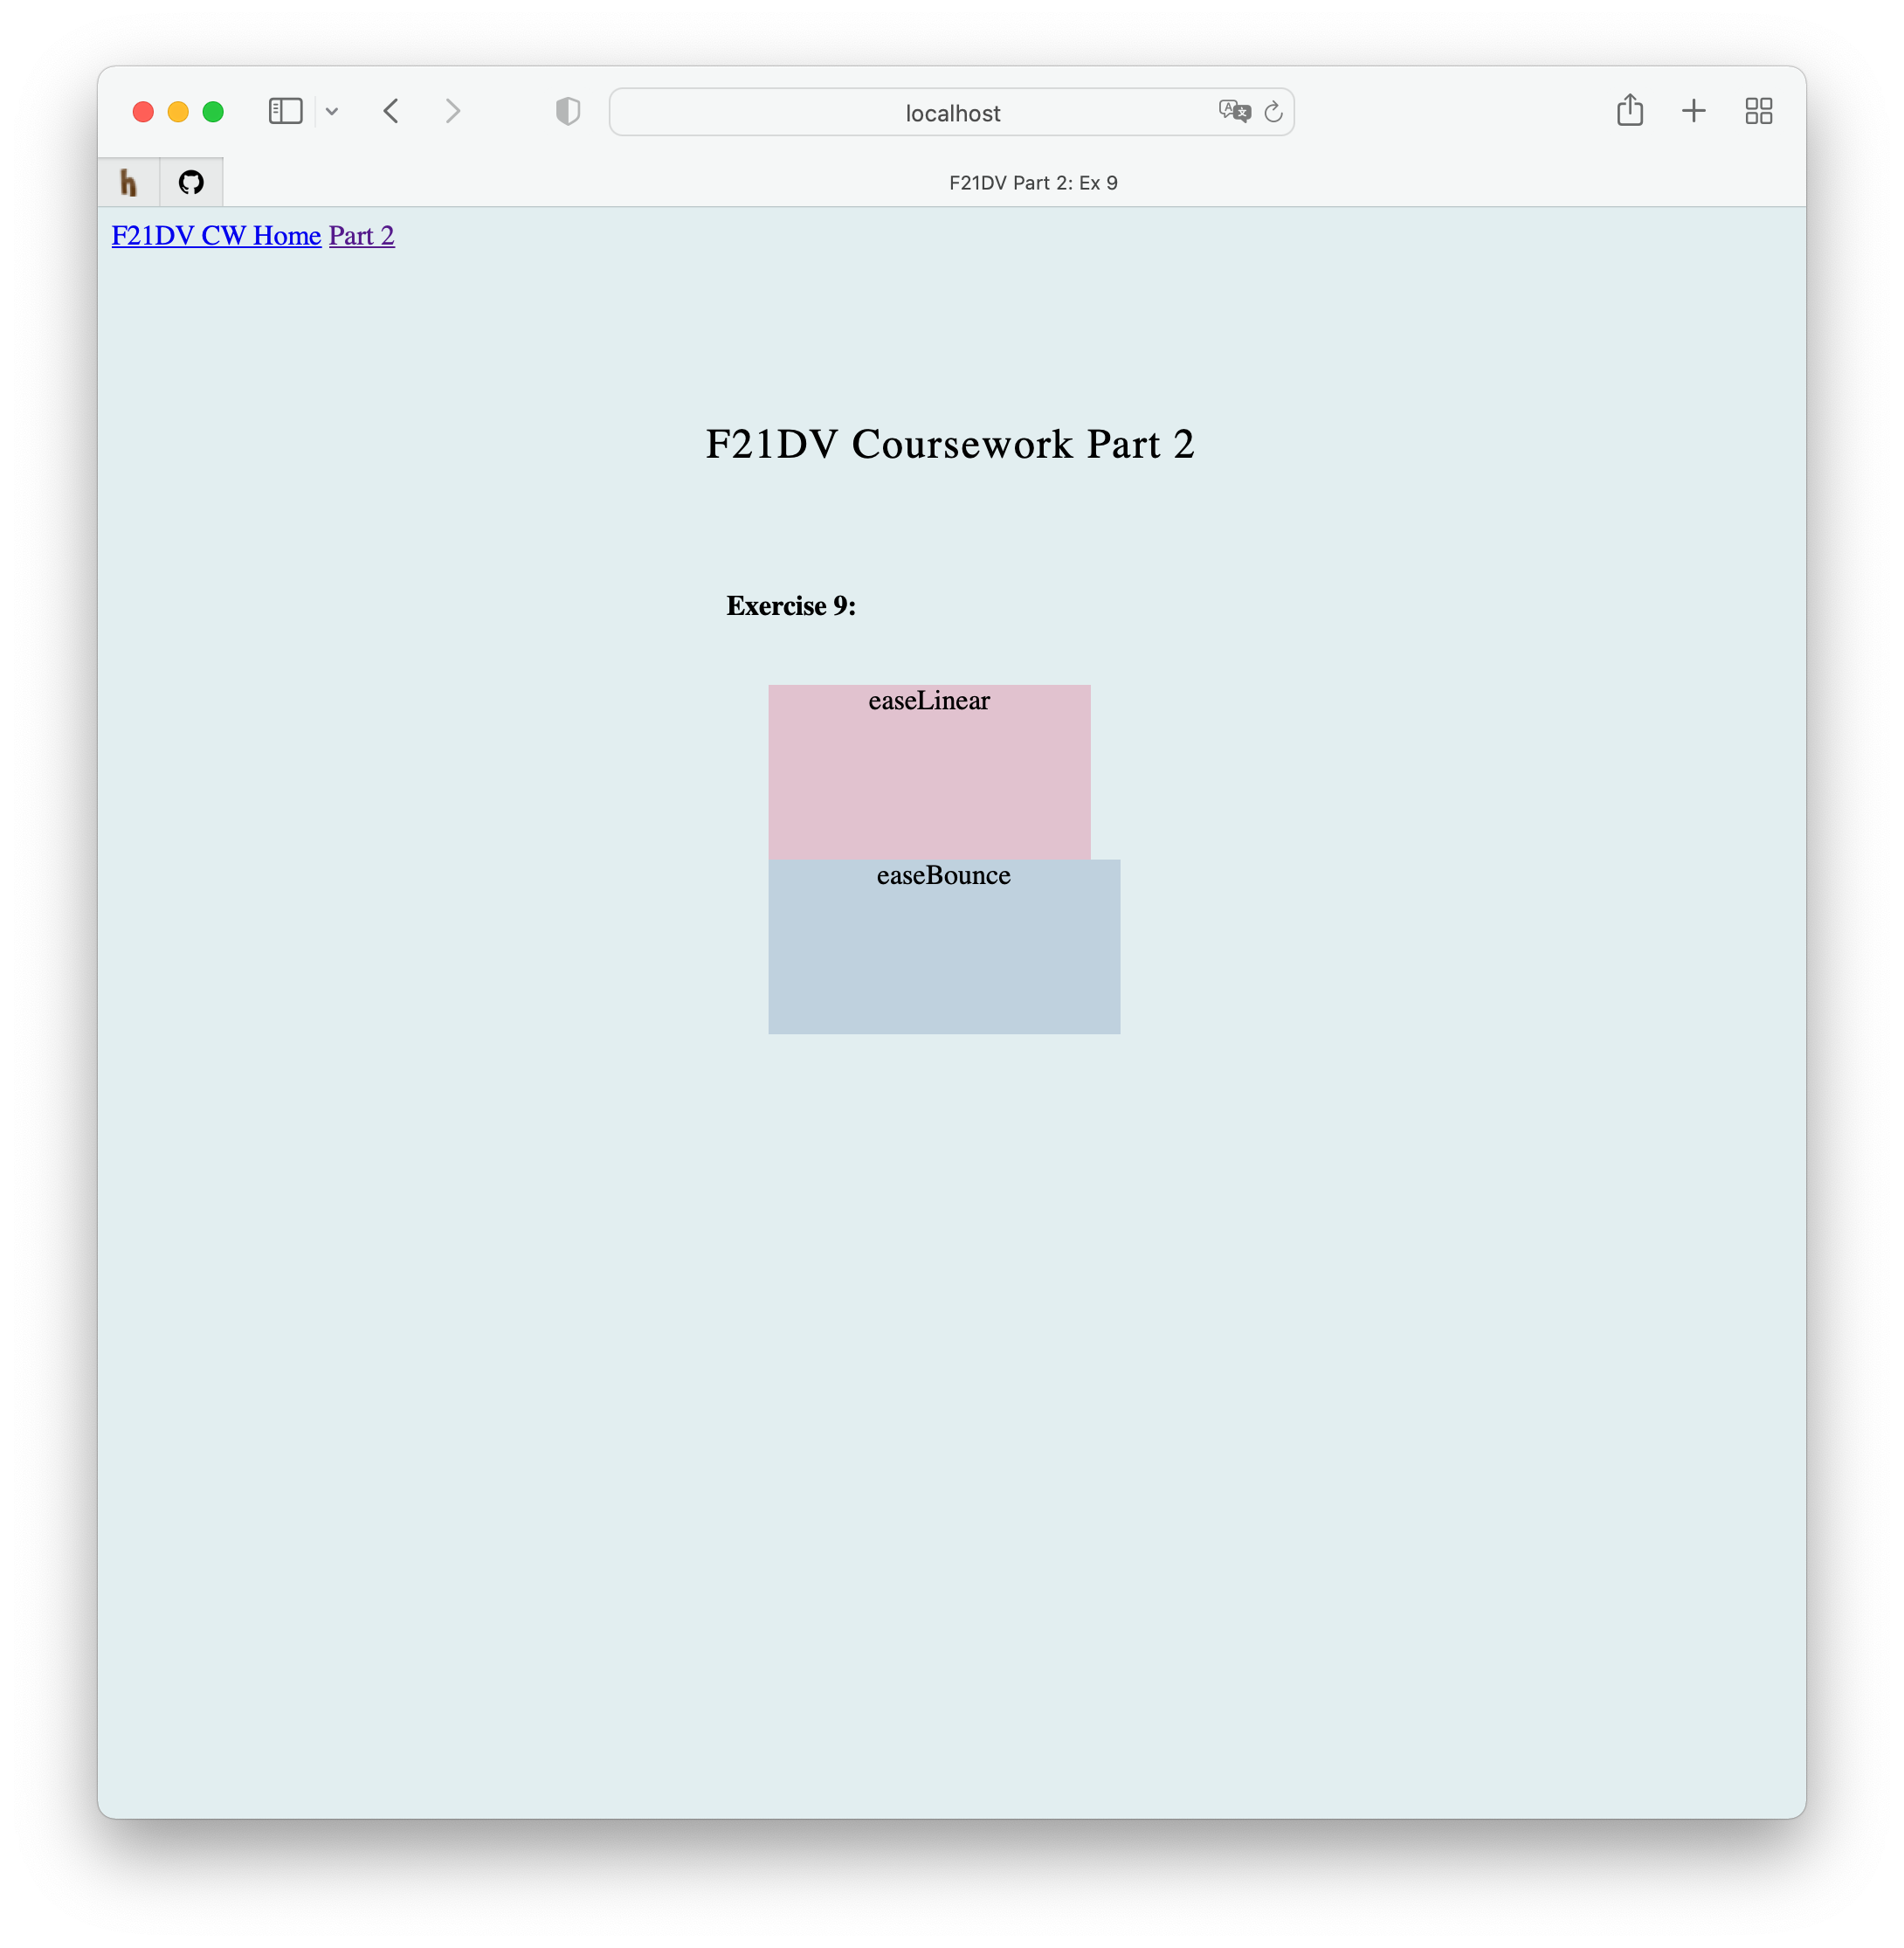 localhost
F21DV Part 2: Ex 9
F21DV CW Home Part 2
F21DV Coursework Part 2
Exercise 9:
easeLinear
easeBounce